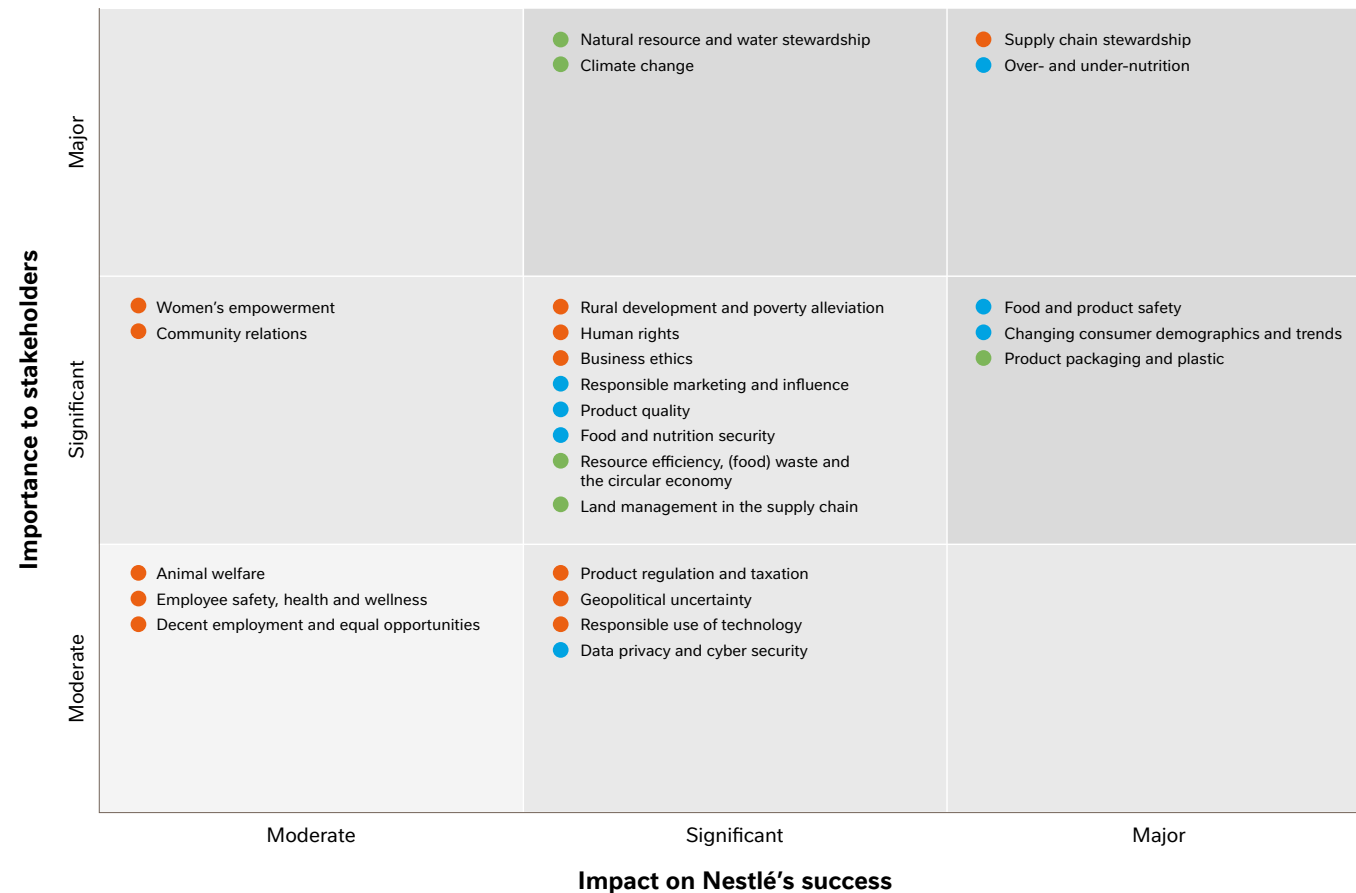 Importance to stakeholders
Major
Natural resource and water stewardship
Climate change
Supply chain stewardship
Over- and under-nutrition
Significant
Women’s empowerment
Community relations
Rural development and poverty alleviation
Human rights
Business ethics
Responsible marketing and influence
Product quality
Food and nutrition security
Resource efficiency, (food) waste and
the circular economy
Land management in the supply chain
Food and product safety
Changing consumer demographics and trends
Product packaging and plastic
Moderate
Animal welfare
Employee safety, health and wellness
Decent employment and equal opportunities
Product regulation and taxation
Geopolitical uncertainty
Responsible use of technology
Data privacy and cyber security
Moderate
Significant
Major
Impact on Nestlé’s success